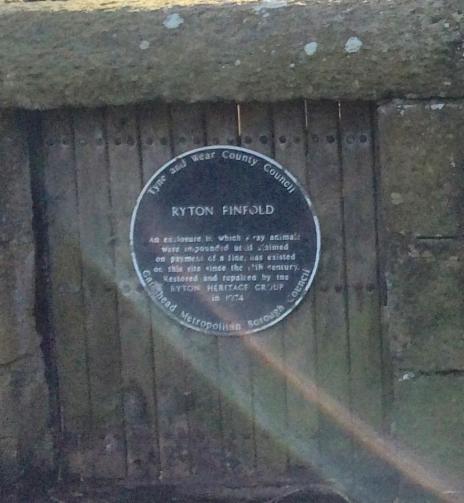 Tyne and Wear County Council
RYTON PINFOLD
An enclosure in which stray animals
were impounded until claimed
on payment of a fine, has existed
on this site since the century.
Restored and repaired by the
RYTON HERITAGE GROUP
in 1974
Gateshead Metropolitan Borough Council